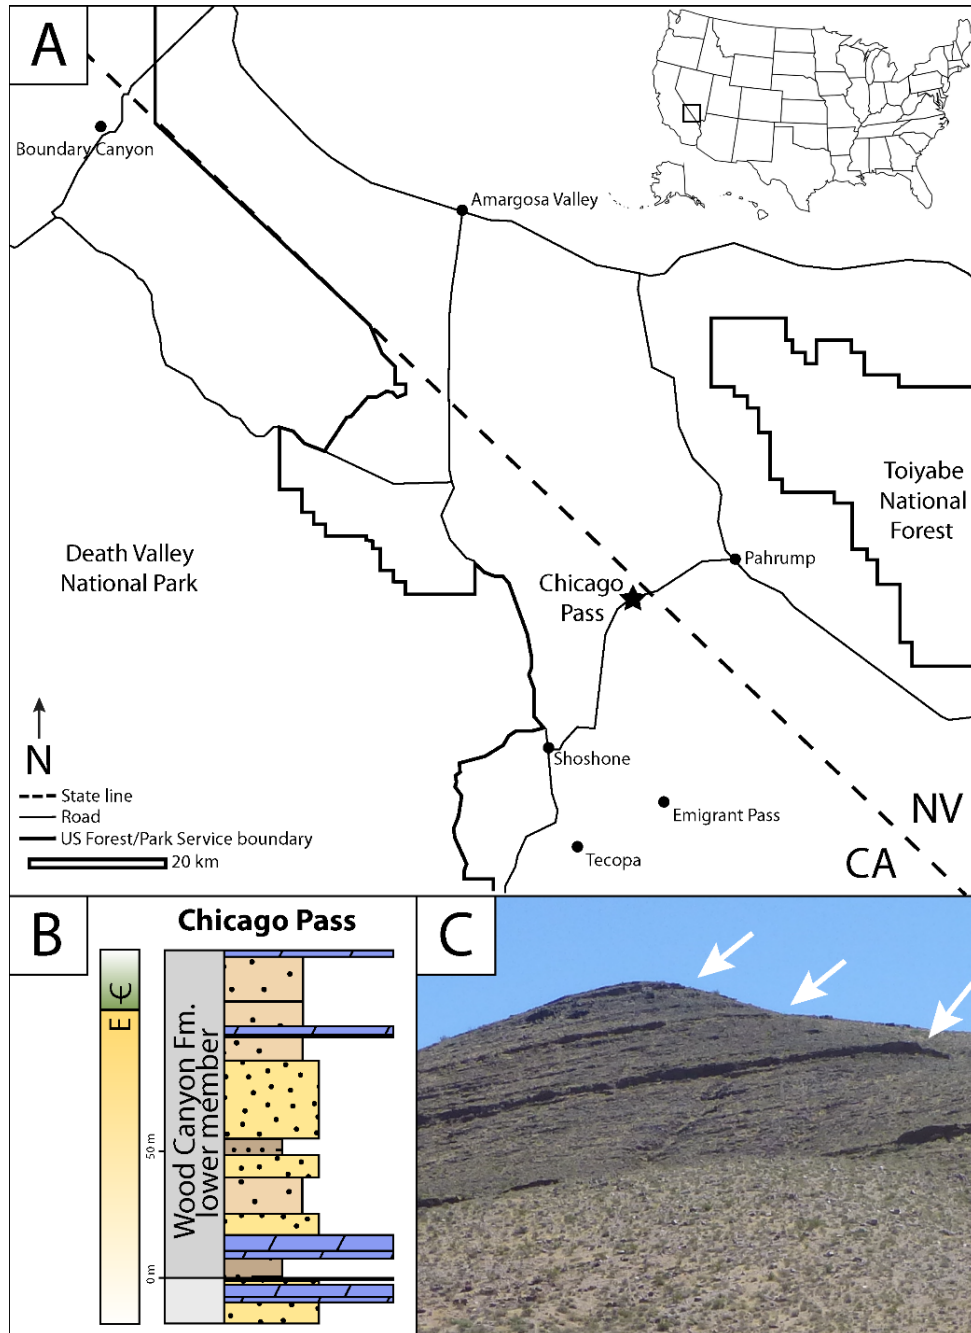 A
Boundary Canyon
Amargosa Valley
Toiyabe
National
Forest
Death Valley
National Park
Chicago
Pass
Pahrump
N
Shoshone
State line
Road
US Forest/Park Service boundary
20 km
Emigrant Pass
Tecopa
NV
CA
B
Chicago Pass
E
Ꞓ
50 m
0 m
Wood Canyon Fm.
lower member
C